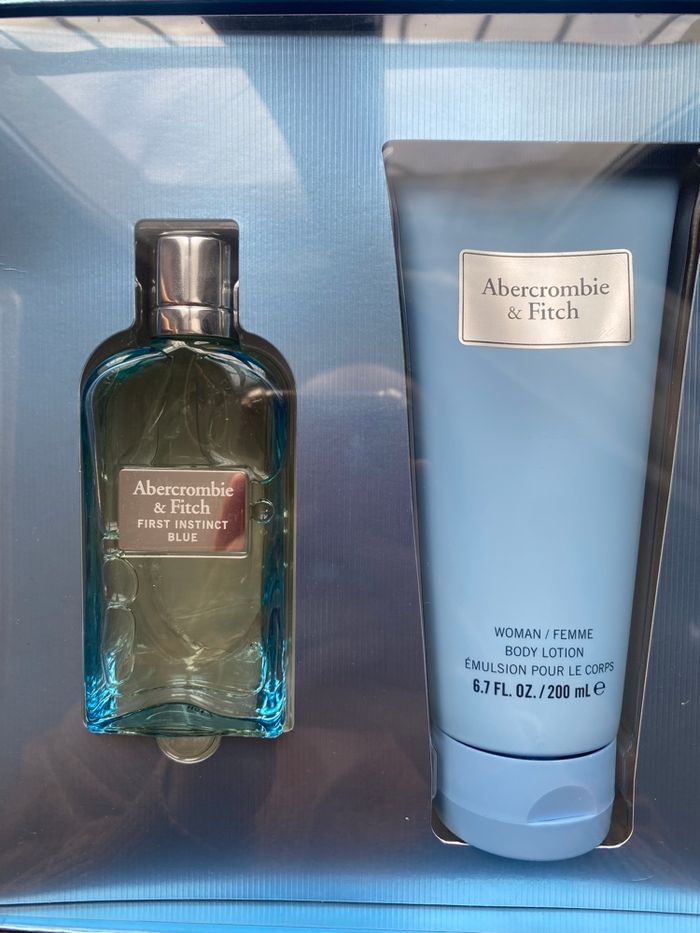 Abercrombie
& Fitch
FIRST INSTINCT
BLUE
Abercrombie
& Fitch
WOMAN / FEMME
BODY LOTION
ÉMULSION POUR LE CORPS
6.7 FL. OZ. / 200 mL ℮